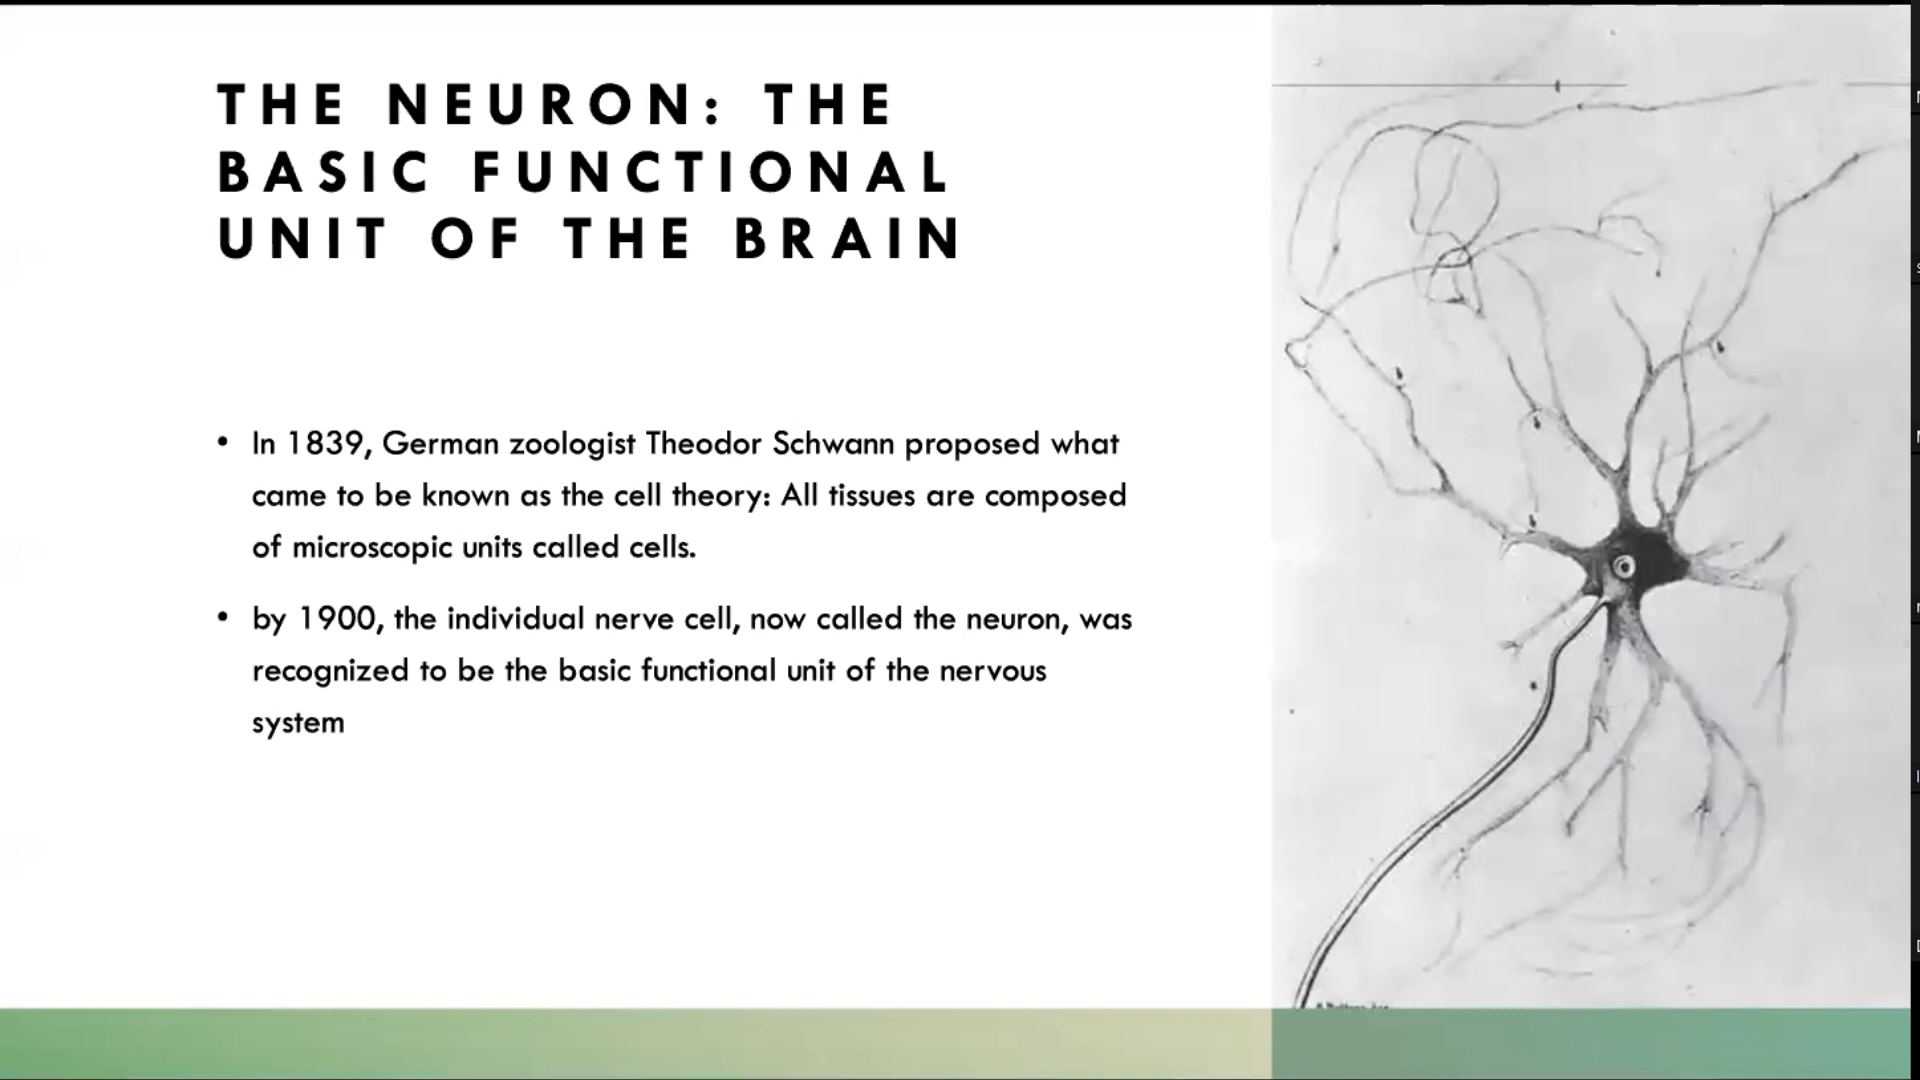 THE NEURON: THE
BASIC FUNCTIONAL
UNIT OF THE BRAIN
• In 1839, German zoologist Theodor Schwann proposed what
came to be known as the cell theory: All tissues are composed
of microscopic units called cells.
• by 1900, the individual nerve cell, now called the neuron, was
recognized to be the basic functional unit of the nervous
system